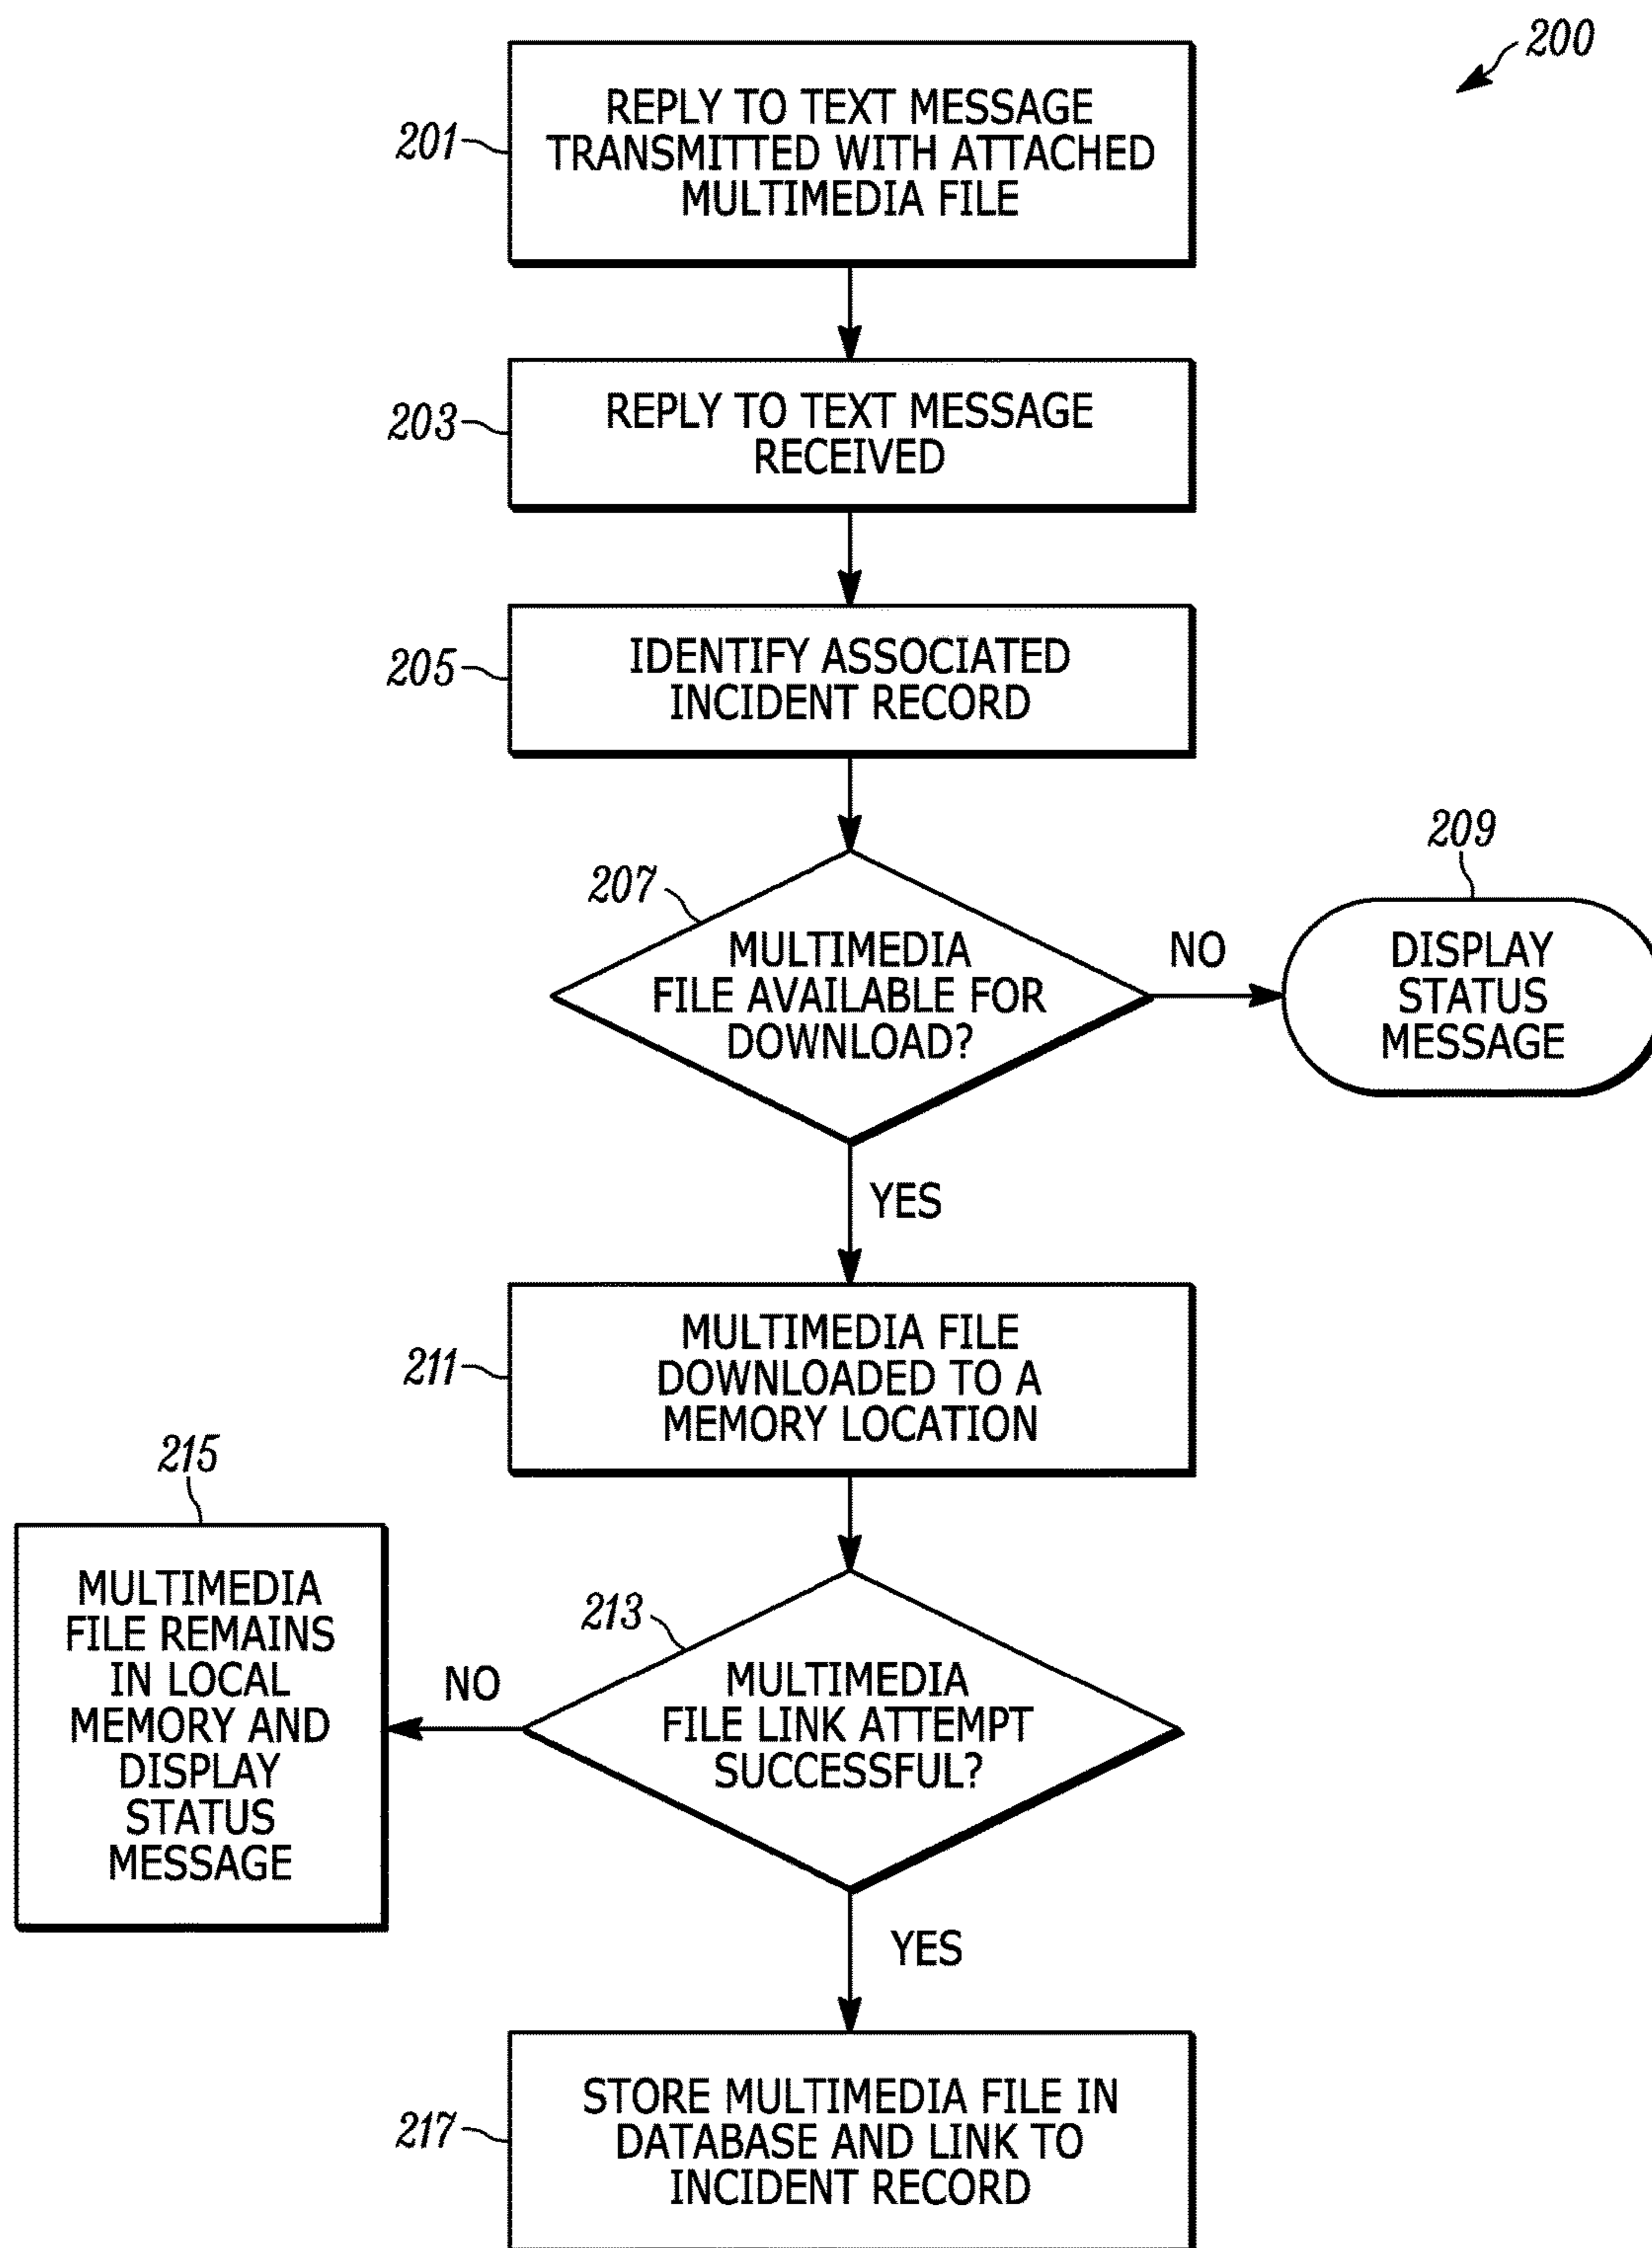 200
201
REPLY TO TEXT MESSAGE
TRANSMITTED WITH ATTACHED
MULTIMEDIA FILE
203
REPLY TO TEXT MESSAGE
RECEIVED
205
IDENTIFY ASSOCIATED
INCIDENT RECORD
207
MULTIMEDIA
FILE AVAILABLE FOR
DOWNLOAD?
NO
209
DISPLAY
STATUS
MESSAGE
YES
211
MULTIMEDIA FILE
DOWNLOADED TO A
MEMORY LOCATION
213
MULTIMEDIA
FILE LINK ATTEMPT
SUCCESSFUL?
NO
215
MULTIMEDIA
FILE REMAINS
IN LOCAL
MEMORY AND
DISPLAY
STATUS
MESSAGE
YES
217
STORE MULTIMEDIA FILE IN
DATABASE AND LINK TO
INCIDENT RECORD